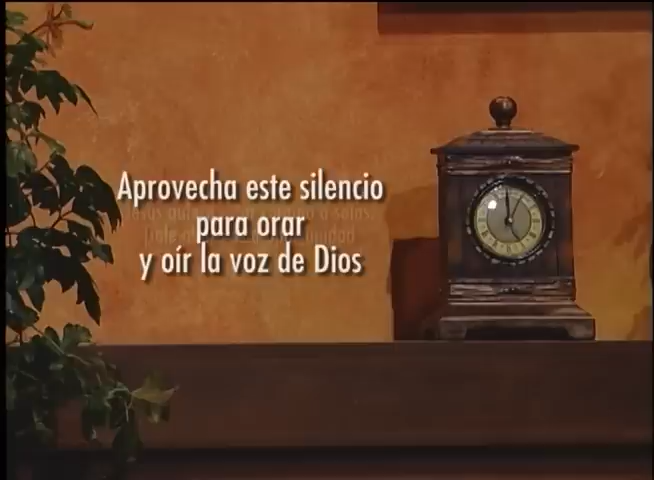 Aprovecha este silencio
para orar
y oír la voz de Dios